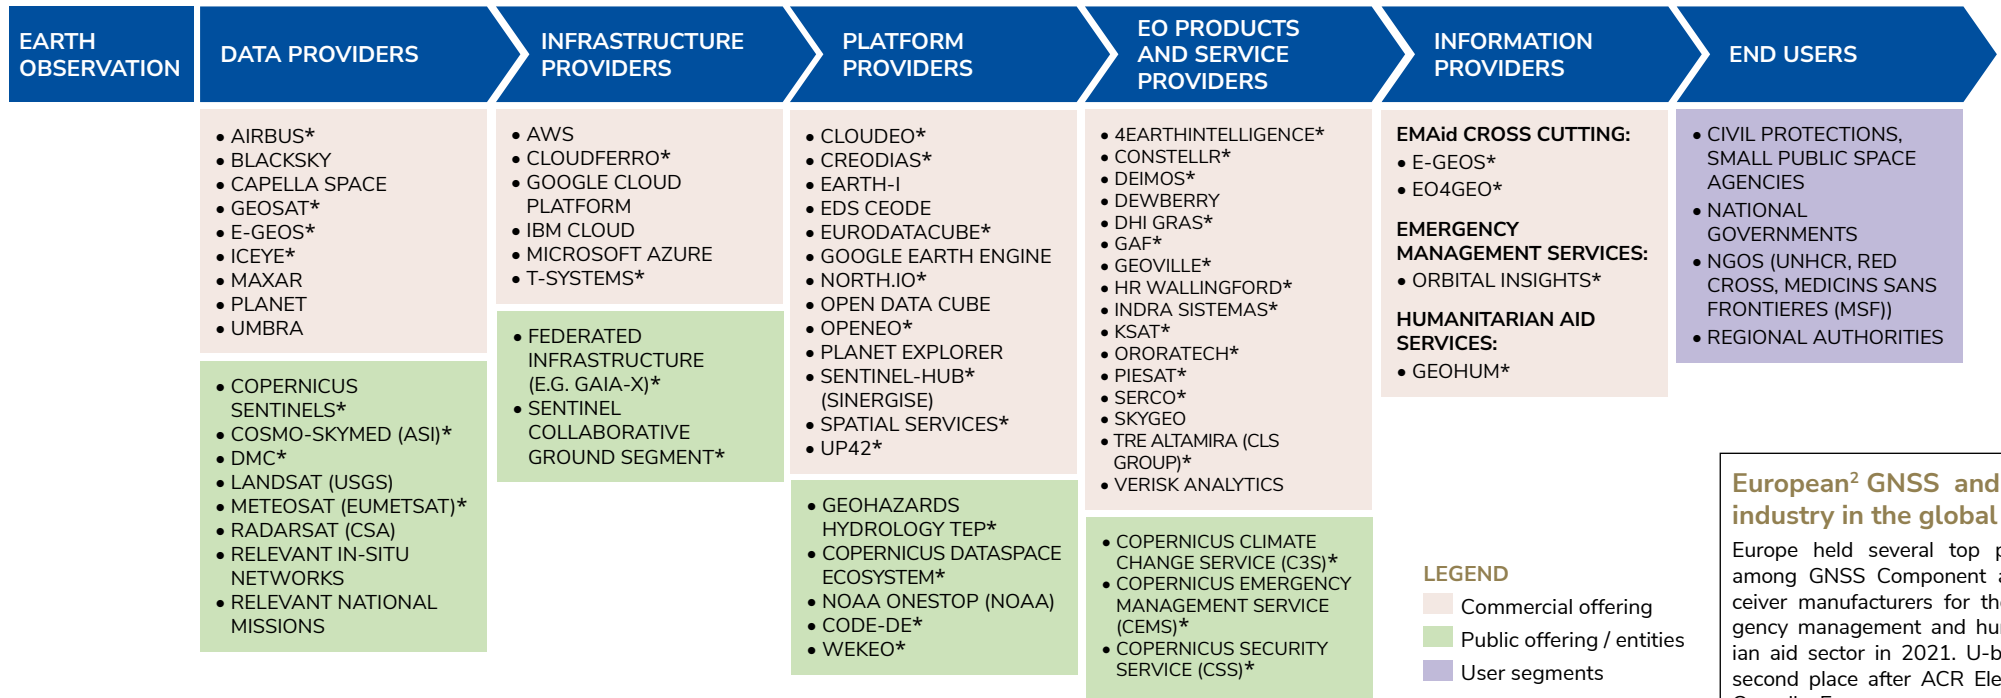 EARTH
OBSERVATION
DATA PROVIDERS
INFRASTRUCTURE
PROVIDERS
PLATFORM
PROVIDERS
EO PRODUCTS
AND SERVICE
PROVIDERS
INFORMATION
PROVIDERS
END USERS
• AIRBUS*
• BLACKSKY
• CAPELLA SPACE
• GEOSAT*
• E-GEOS*
• ICEYE*
• MAXAR
• PLANET
• UMBRA
• COPERNICUS
SENTINELS*
• COSMO-SKYMED (ASI)*
• DMC*
• LANDSAT (USGS)
• METEOSAT (EUMETSAT)*
• RADARSAT (CSA)
• RELEVANT IN-SITU
NETWORKS
• RELEVANT NATIONAL
MISSIONS
• AWS
• CLOUDFERRO*
• GOOGLE CLOUD
PLATFORM
• IBM CLOUD
• MICROSOFT AZURE
• T-SYSTEMS*
• FEDERATED
INFRASTRUCTURE
(E.G. GAIA-X)*
• SENTINEL
COLLABORATIVE
GROUND SEGMENT*
• CLOUDEO*
• CREODIAS*
• EARTH-I
• EDS CEODE
• EURODATACUBE*
• GOOGLE EARTH ENGINE
• NORTH.IO*
• OPEN DATA CUBE
• OPENEO*
• PLANET EXPLORER
• SENTINEL-HUB*
(SINERGISE)
• SPATIAL SERVICES*
• UP42*
• GEOHAZARDS
HYDROLOGY TEP*
• COPERNICUS DATASPACE
ECOSYSTEM*
• NOAA ONESTOP (NOAA)
• CODE-DE*
• WEKEO*
• 4EARTHINTELLIGENCE*
• CONSTELLR*
• DEIMOS*
• DEWBERRY
• DHI GRAS*
• GAF*
• GEOVILLE*
• HR WALLINGFORD*
• INDRA SISTEMAS*
• KSAT*
• ORORATECH*
• PIESAT*
• SERCO*
• SKYGEO
• TRE ALTAMIRA (CLS
GROUP)*
• VERISK ANALYTICS
• COPERNICUS CLIMATE
CHANGE SERVICE (C3S)*
• COPERNICUS EMERGENCY
MANAGEMENT SERVICE
(CEMS)*
• COPERNICUS SECURITY
SERVICE (CSS)*
EMAid CROSS CUTTING:
• E-GEOS*
• EO4GEO*
EMERGENCY
MANAGEMENT SERVICES:
• ORBITAL INSIGHTS*
HUMANITARIAN AID
SERVICES:
• GEOHUM*
• CIVIL PROTECTIONS,
SMALL PUBLIC SPACE
AGENCIES
• NATIONAL
GOVERNMENTS
• NGOS (UNHCR, RED
CROSS, MEDICINS SANS
FRONTIERES (MSF))
• REGIONAL AUTHORITIES
LEGEND
Commercial offering
Public offering / entities
User segments
European² GNSS and
industry in the global
Europe held several top p
among GNSS Component a
ceiver manufacturers for th
gency management and hu
ian aid sector in 2021. U-b
second place after ACR Ele